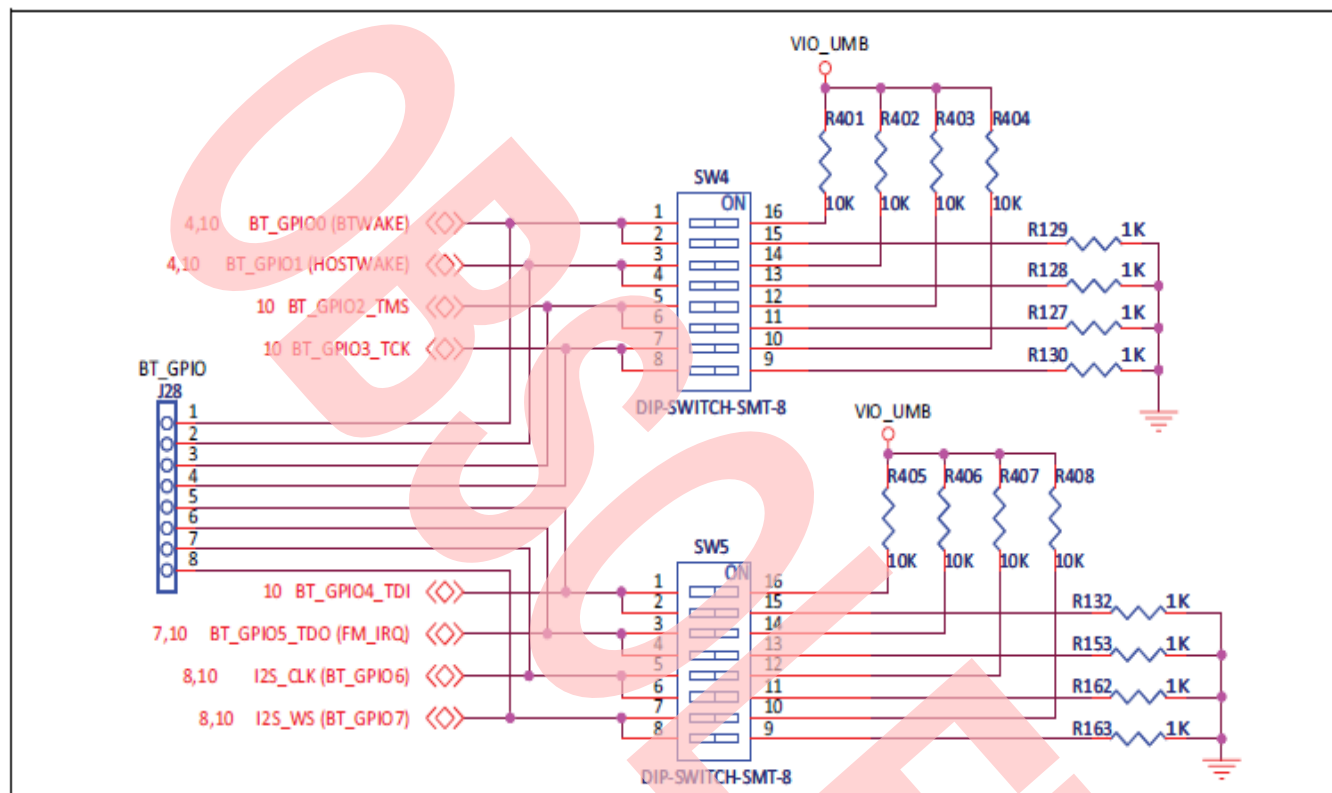 VIO_UMB
R401 R402 R403 R404
10K 10K 10K 10K
SW4
ON
4,10 BT_GPIO0 (BTWAKE)
4,10 BT_GPIO1 (HOSTWAKE)
10 BT_GPIO2_TMS
10 BT_GPIO3_TCK
1 16
2 15
3 14
4 13
5 12
6 11
7 10
8 9
R129 1K
R128 1K
R127 1K
R130 1K
DIP-SWITCH-SMT-8
BT_GPIO
J28
1
2
3
4
5
6
7
8
VIO_UMB
R405 R406 R407 R408
10K 10K 10K 10K
SW5
ON
10 BT_GPIO4_TDI
7,10 BT_GPIO5_TDO (FM_IRQ)
8,10 I2S_CLK (BT_GPIO6)
8,10 I2S_WS (BT_GPIO7)
1 16
2 15
3 14
4 13
5 12
6 11
7 10
8 9
R132 1K
R153 1K
R162 1K
R163 1K
DIP-SWITCH-SMT-8